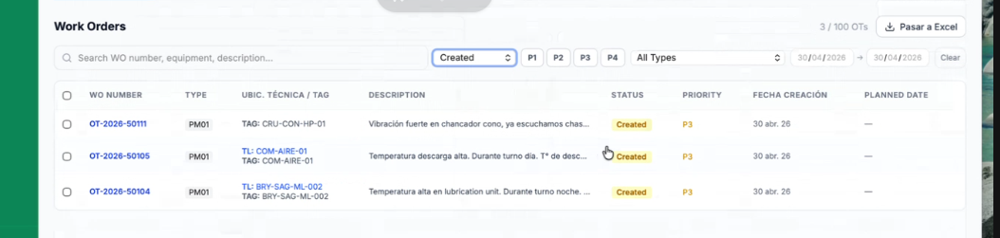 Work Orders
3 / 100 OTs
Pasar a Excel
Search WO number, equipment, description...
Created
P1
P2
P3
P4
All Types
30/04/2026
30/04/2026
Clear
WO NUMBER TYPE UBIC. TÉCNICA / TAG DESCRIPTION STATUS PRIORITY FECHA CREACIÓN PLANNED DATE
OT-2026-50111 PM01 TAG: CRU-CON-HP-01 Vibración fuerte en chancador cono, ya escuchamos chas... Created P3 30 abr. 26 —
OT-2026-50105 PM01 TL: COM-AIRE-01
TAG: COM-AIRE-01 Temperatura descarga alta. Durante turno día. T° de desc... Created P3 30 abr. 26 —
OT-2026-50104 PM01 TL: BRY-SAG-ML-002
TAG: BRY-SAG-ML-002 Temperatura alta en lubrication unit. Durante turno noche. ... Created P3 30 abr. 26 —